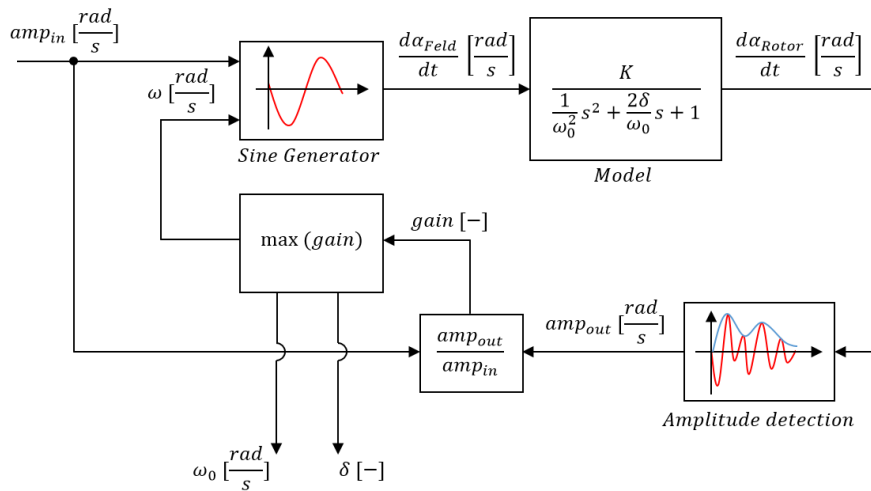 amp_in [rad/s]
ω [rad/s]
Sine Generator
dα_Feld/dt [rad/s]
K
1/ω_0^2 s^2 + 2δ/ω_0 s + 1
Model
dα_Rotor/dt [rad/s]
max (gain)
gain [−]
amp_out/amp_in
amp_out [rad/s]
Amplitude detection
ω_0 [rad/s]
δ [−]